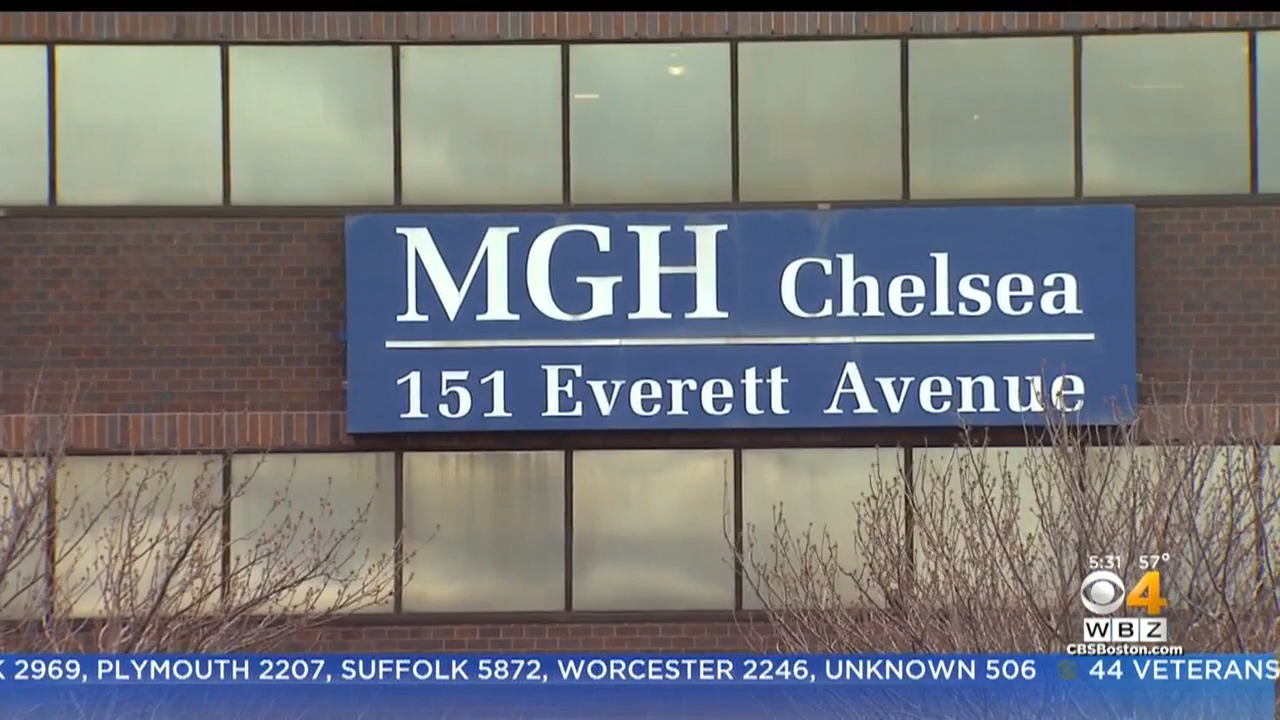 MGH Chelsea
151 Everett Avenue
5:31 57°
4
WBZ
CBSBoston.com
K 2969, PLYMOUTH 2207, SUFFOLK 5872, WORCESTER 2246, UNKNOWN 506 44 VETERANS